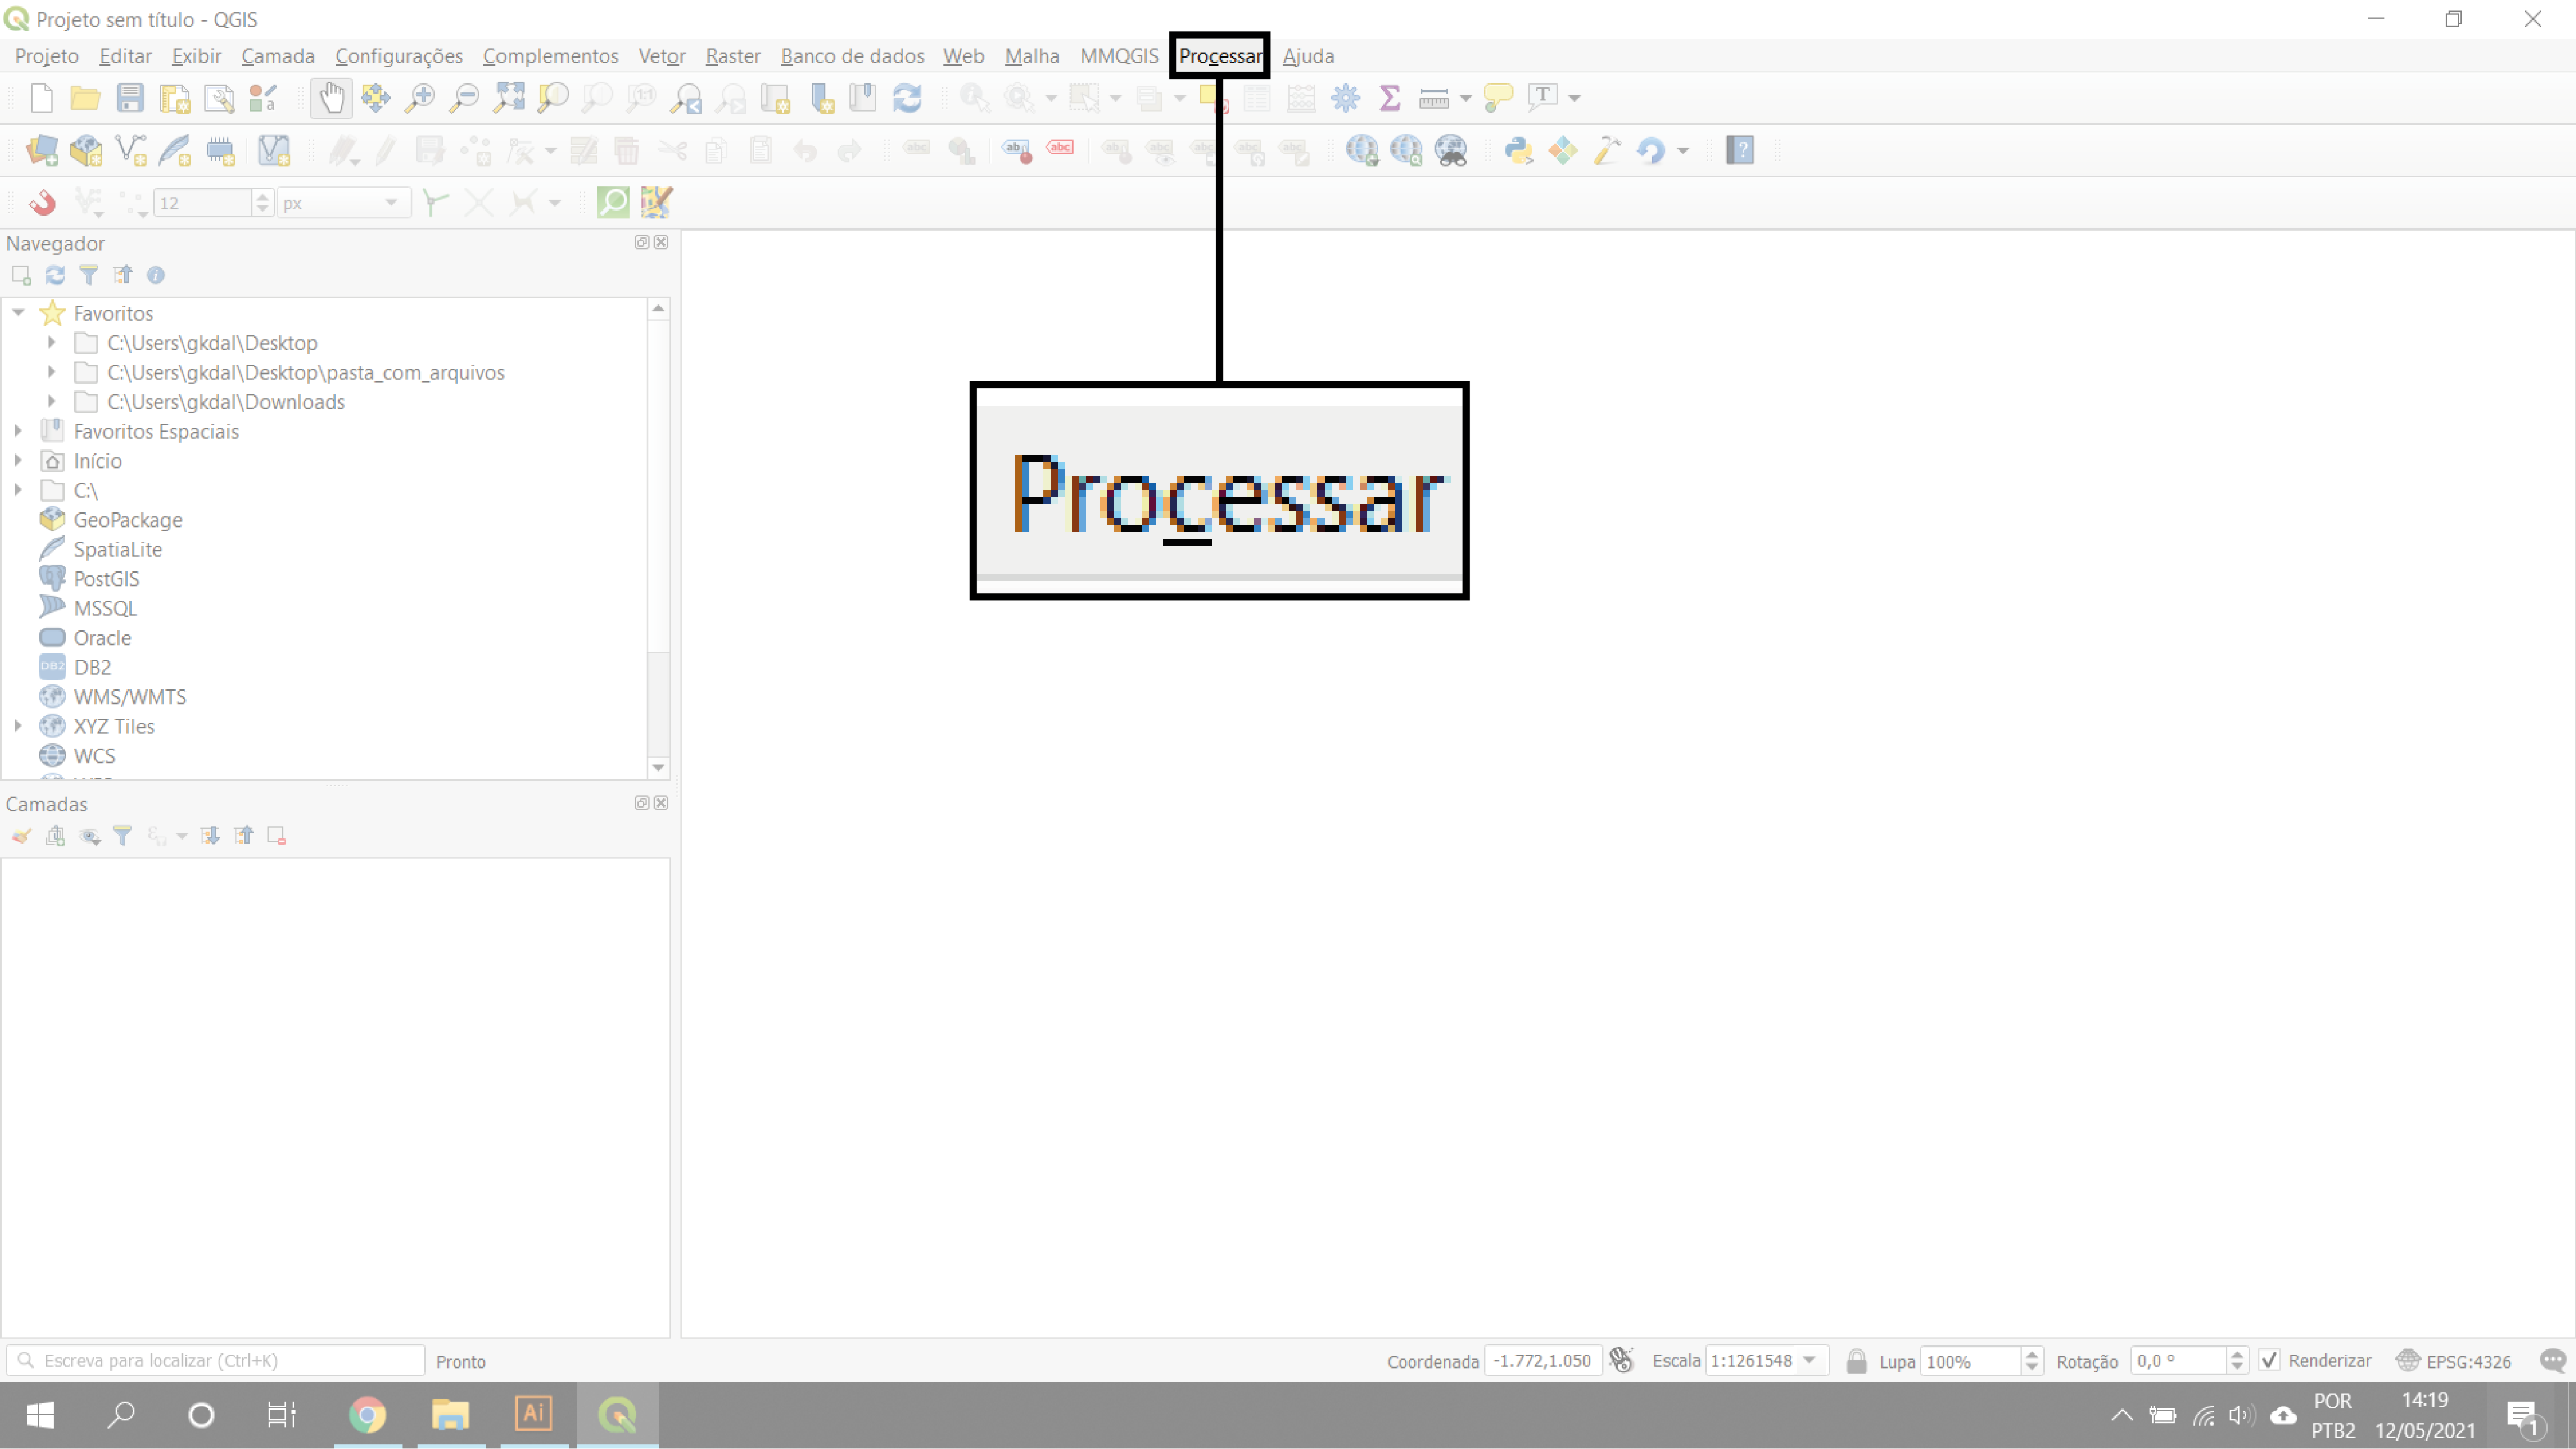 Projeto sem título - QGIS
Projeto Editar Exibir Camada Configurações Complementos Vetor Raster Banco de dados Web Malha MMQGIS Processar Ajuda
12 px
Navegador
Favoritos
C:\Users\gkdal\Desktop
C:\Users\gkdal\Desktop\pasta_com_arquivos
C:\Users\gkdal\Downloads
Favoritos Espaciais
Início
C:\
GeoPackage
SpatiaLite
PostGIS
MSSQL
Oracle
DB2 DB2
WMS/WMTS
XYZ Tiles
WCS
Processar
Camadas
Escreva para localizar (Ctrl+K) Pronto Coordenada -1.772,1.050 Escala 1:1261548 Lupa 100% Rotação 0,0 ° Renderizar EPSG:4326
Ai POR 14:19
PTB2 12/05/2021 1